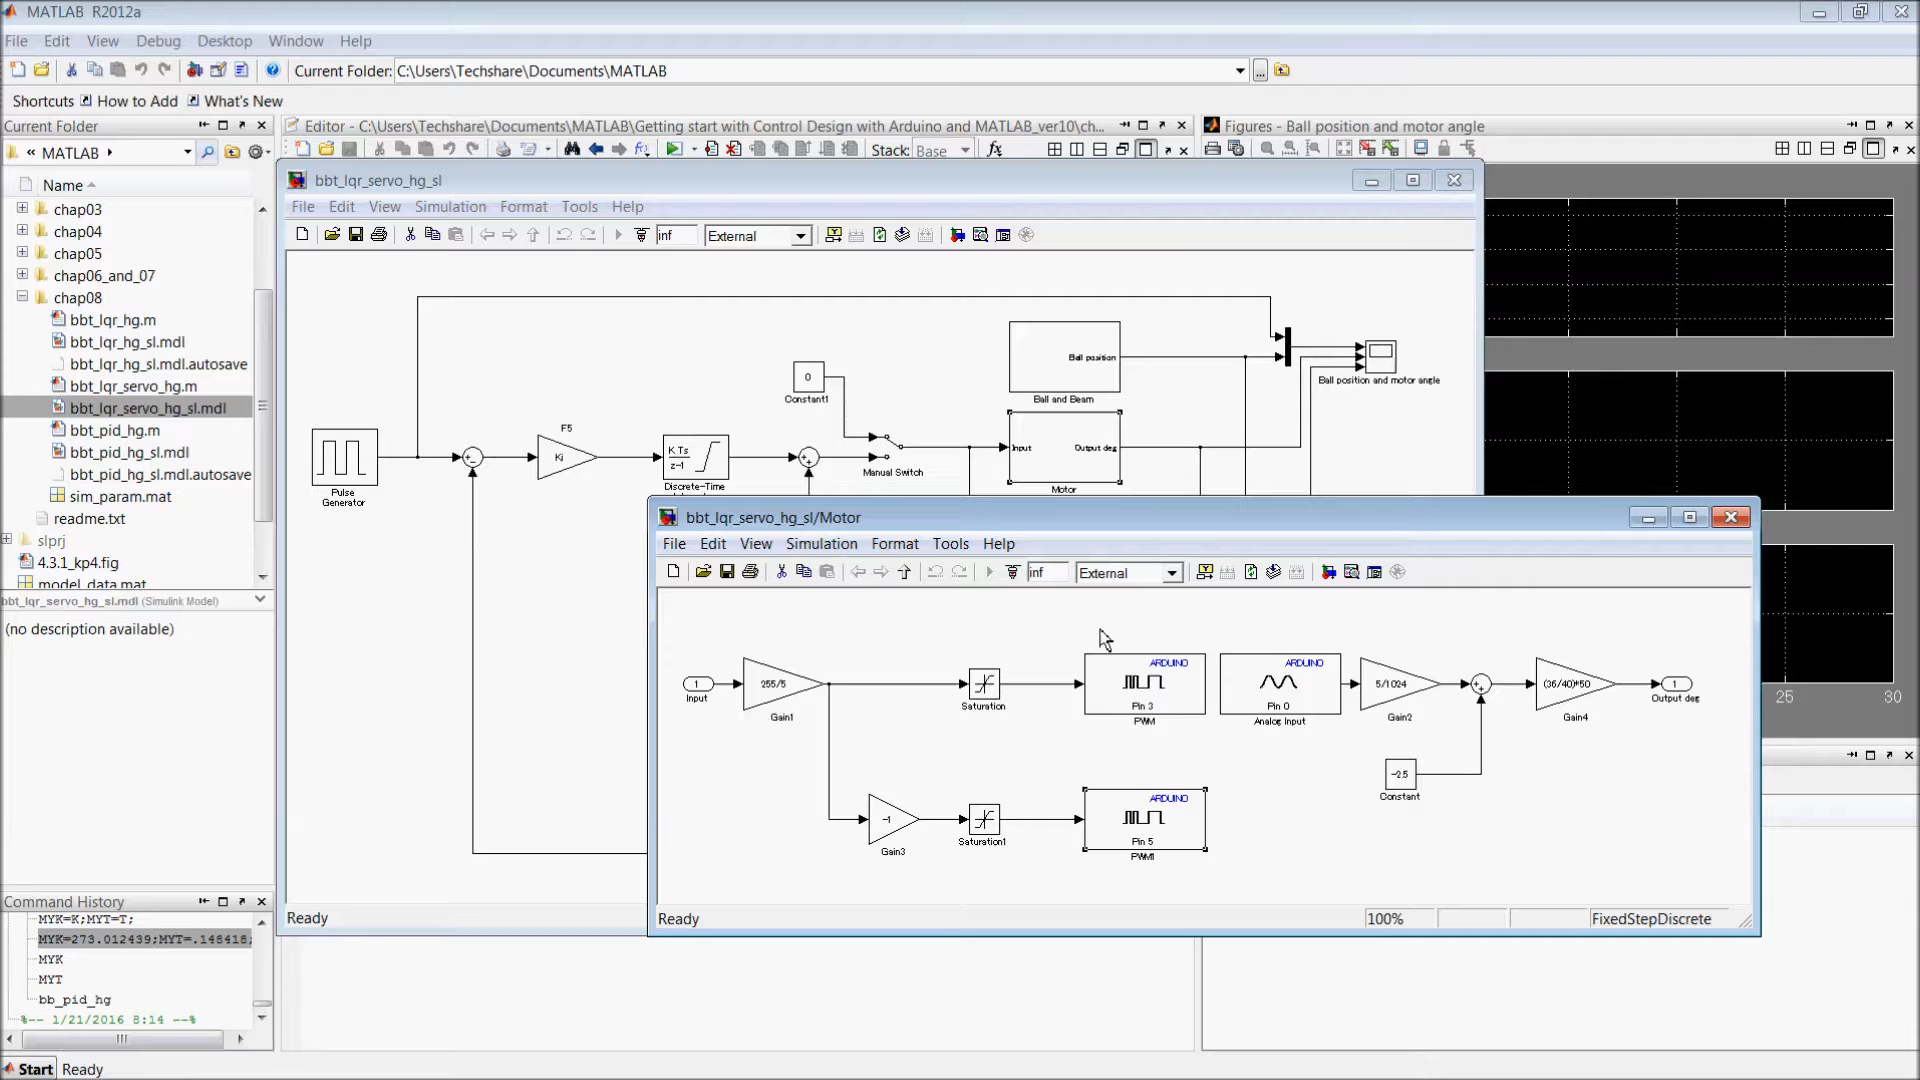 MATLAB R2012a
File Edit View Debug Desktop Window Help
Current Folder: C:\Users\Techshare\Documents\MATLAB
Shortcuts How to Add What's New
Current Folder
« MATLAB
Name
chap03
chap04
chap05
chap06_and_07
chap08
bbt_lqr_hg.m
bbt_lqr_hg_sl.mdl
bbt_lqr_hg_sl.mdl.autosave
bbt_lqr_servo_hg.m
bbt_lqr_servo_hg_sl.mdl
bbt_pid_hg.m
bbt_pid_hg_sl.mdl
bbt_pid_hg_sl.mdl.autosave
sim_param.mat
readme.txt
slprj
4.3.1_kp4.fig
model_data.mat
bbt_lqr_servo_hg_sl.mdl (Simulink Model)
(no description available)
Command History
MYK=K;MYT=T;
MYK=273.012439;MYT=.148418;
MYK
MYT
bb_pid_hg
%-- 1/21/2016 8:14 --%
Start Ready
Editor - C:\Users\Techshare\Documents\MATLAB\Getting start with Control Design with Arduino and MATLAB_ver10\ch...
Stack: Base
Figures - Ball position and motor angle
25 30
bbt_lqr_servo_hg_sl
File Edit View Simulation Format Tools Help
inf External
Pulse
Generator
F5
Ki
K Ts
z-1
Discrete-Time
0
Constant1
Manual Switch
Ball position
Ball and Beam
Input Output deg
Motor
Ball position and motor angle
Ready
bbt_lqr_servo_hg_sl/Motor
File Edit View Simulation Format Tools Help
inf External
1
Input
255/5
Gain1
Saturation
ARDUINO
Pin 3
PWM
ARDUINO
Pin 0
Analog Input
5/1024
Gain2
(36/40)*50
Gain4
1
Output deg
-2.5
Constant
-1
Gain3
Saturation1
ARDUINO
Pin 5
PWM1
Ready 100% FixedStepDiscrete